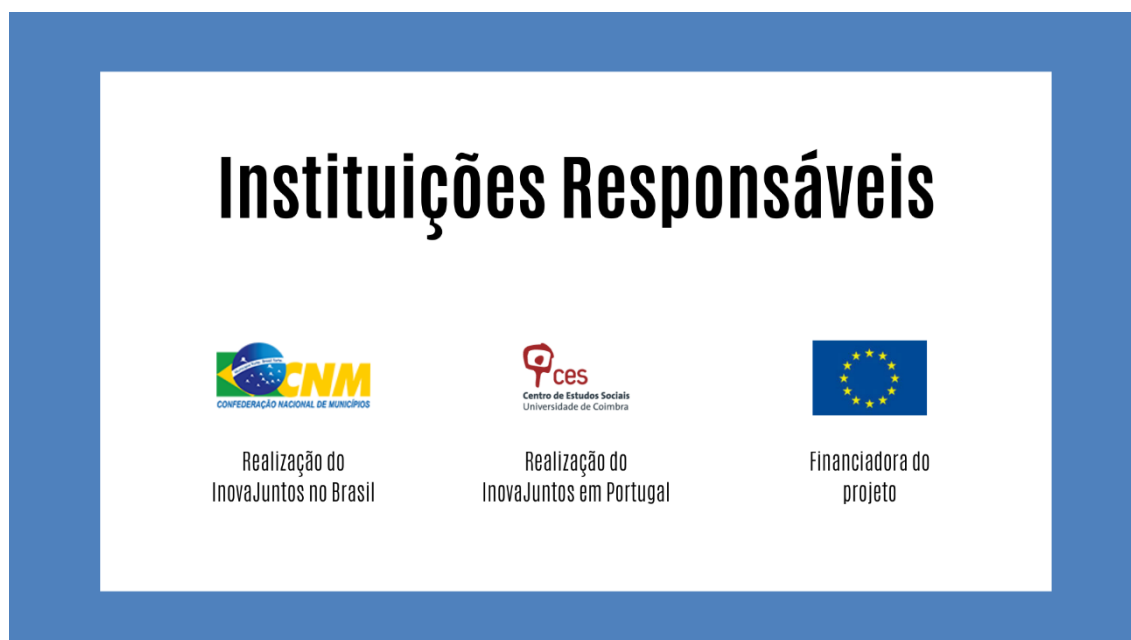 Instituições Responsáveis
CNM
CONFEDERAÇÃO NACIONAL DE MUNICÍPIOS
ces
Centro de Estudos Sociais
Universidade de Coimbra
Realização do
InovaJuntos no Brasil
Realização do
InovaJuntos em Portugal
Financiadora do
projeto